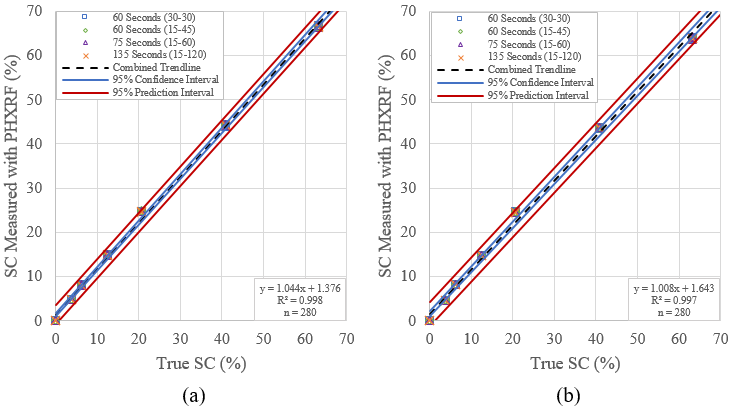 60 Seconds (30-30)
60 Seconds (15-45)
75 Seconds (15-60)
135 Seconds (15-120)
Combined Trendline
95% Confidence Interval
95% Prediction Interval
SC Measured with PHXRF (%)
70
60
50
40
30
20
10
0
y = 1.044x + 1.376
R² = 0.998
n = 280
0 10 20 30 40 50 60 70
True SC (%)
(a)
60 Seconds (30-30)
60 Seconds (15-45)
75 Seconds (15-60)
135 Seconds (15-120)
Combined Trendline
95% Confidence Interval
95% Prediction Interval
SC Measured with PHXRF (%)
70
60
50
40
30
20
10
0
y = 1.008x + 1.643
R² = 0.997
n = 280
0 10 20 30 40 50 60 70
True SC (%)
(b)